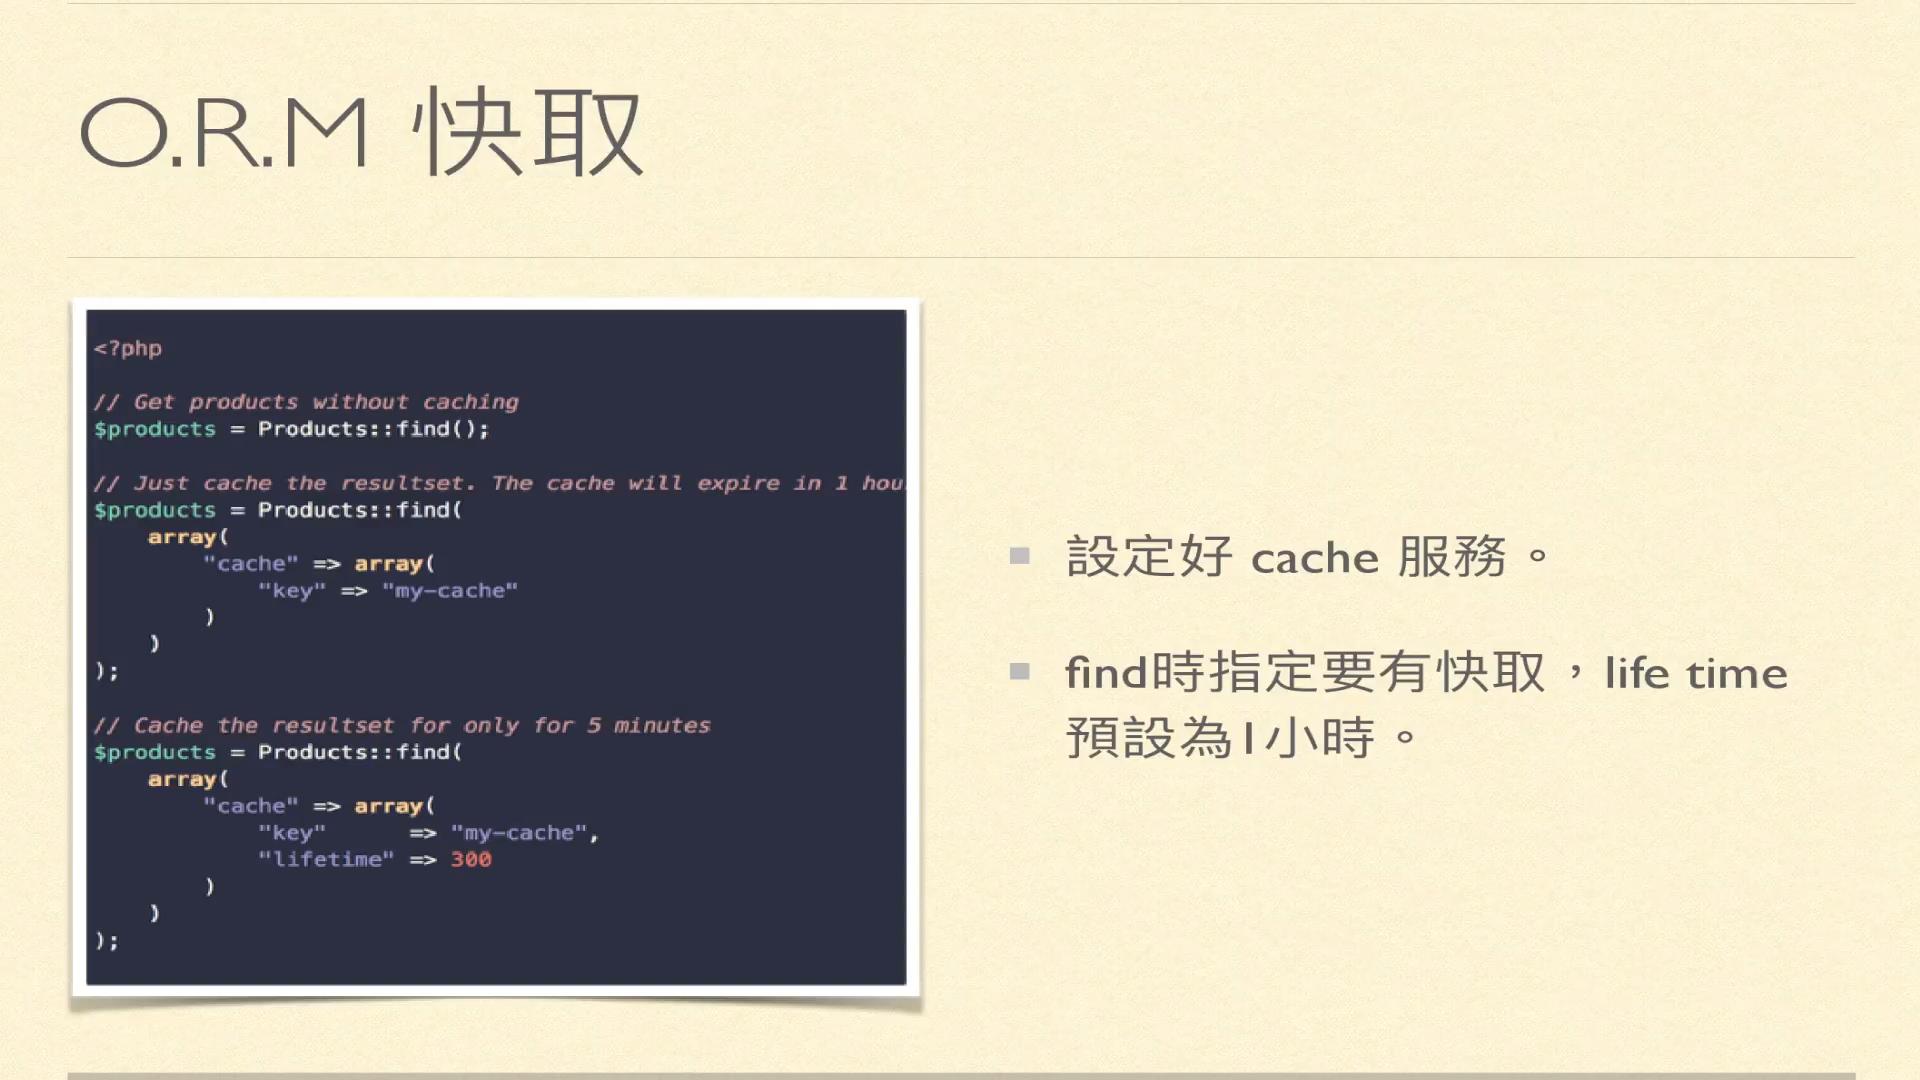 O.R.M 快取
<?php
// Get products without caching
$products = Products::find();
// Just cache the resultset. The cache will expire in 1 hou
$products = Products::find(
    array(
        "cache" => array(
            "key" => "my-cache"
        )
    )
);
// Cache the resultset for only for 5 minutes
$products = Products::find(
    array(
        "cache" => array(
            "key"      => "my-cache",
            "lifetime" => 300
        )
    )
);
設定好 cache 服務。
find時指定要有快取，life time
預設為1小時。